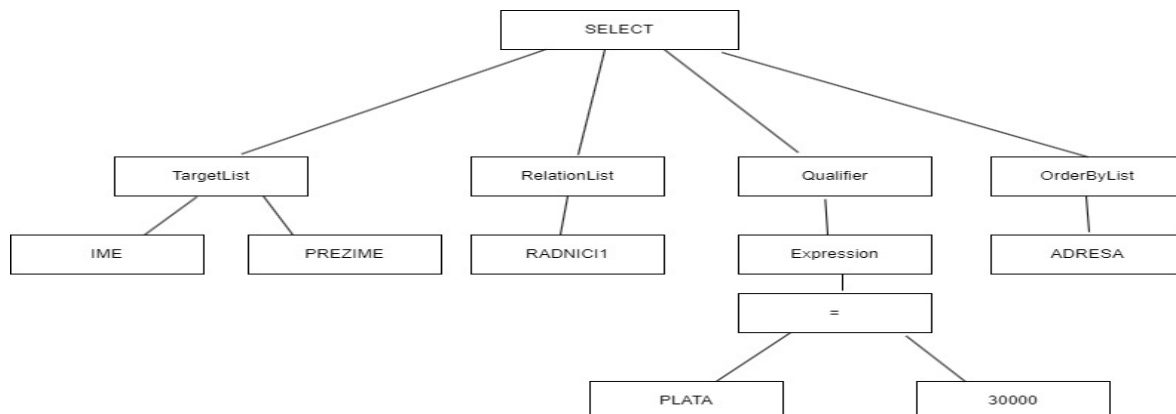 SELECT
TargetList
RelationList
Qualifier
OrderByList
IME
PREZIME
RADNICI1
Expression
ADRESA
=
PLATA
30000